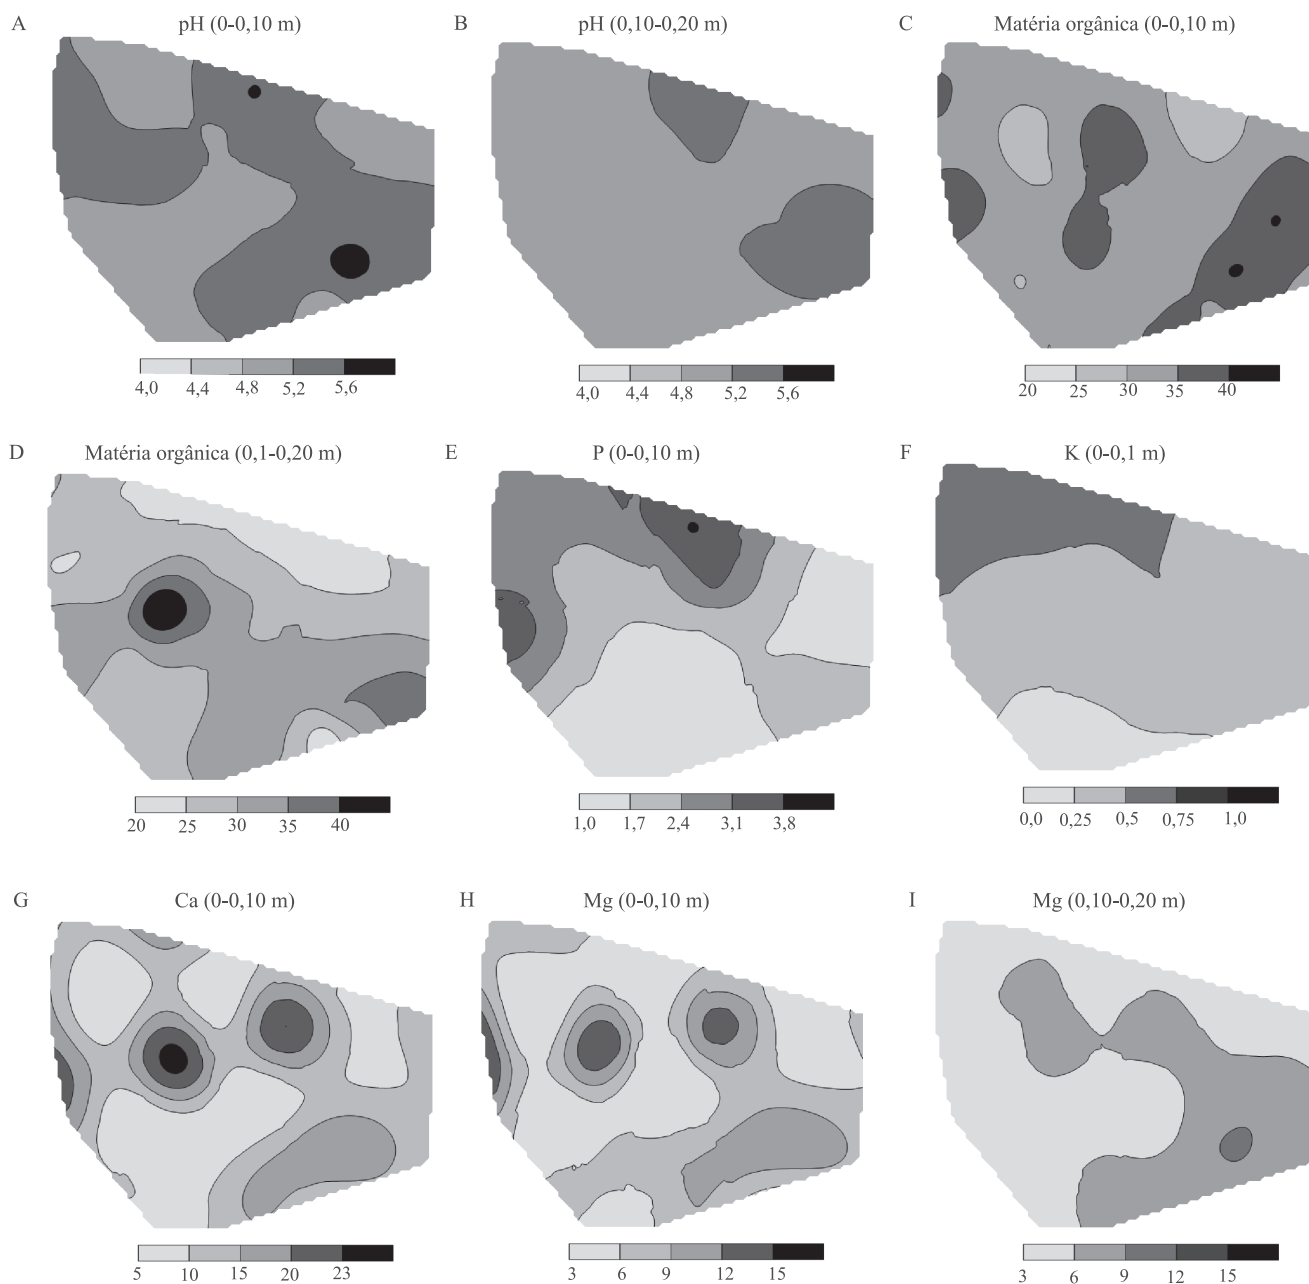 A pH (0-0,10 m) B pH (0,10-0,20 m) C Matéria orgânica (0-0,10 m)
4,0 4,4 4,8 5,2 5,6 4,0 4,4 4,8 5,2 5,6 20 25 30 35 40
D Matéria orgânica (0,1-0,20 m) E P (0-0,10 m) F K (0-0,1 m)
20 25 30 35 40 1,0 1,7 2,4 3,1 3,8 0,0 0,25 0,5 0,75 1,0
G Ca (0-0,10 m) H Mg (0-0,10 m) I Mg (0,10-0,20 m)
5 10 15 20 23 3 6 9 12 15 3 6 9 12 15